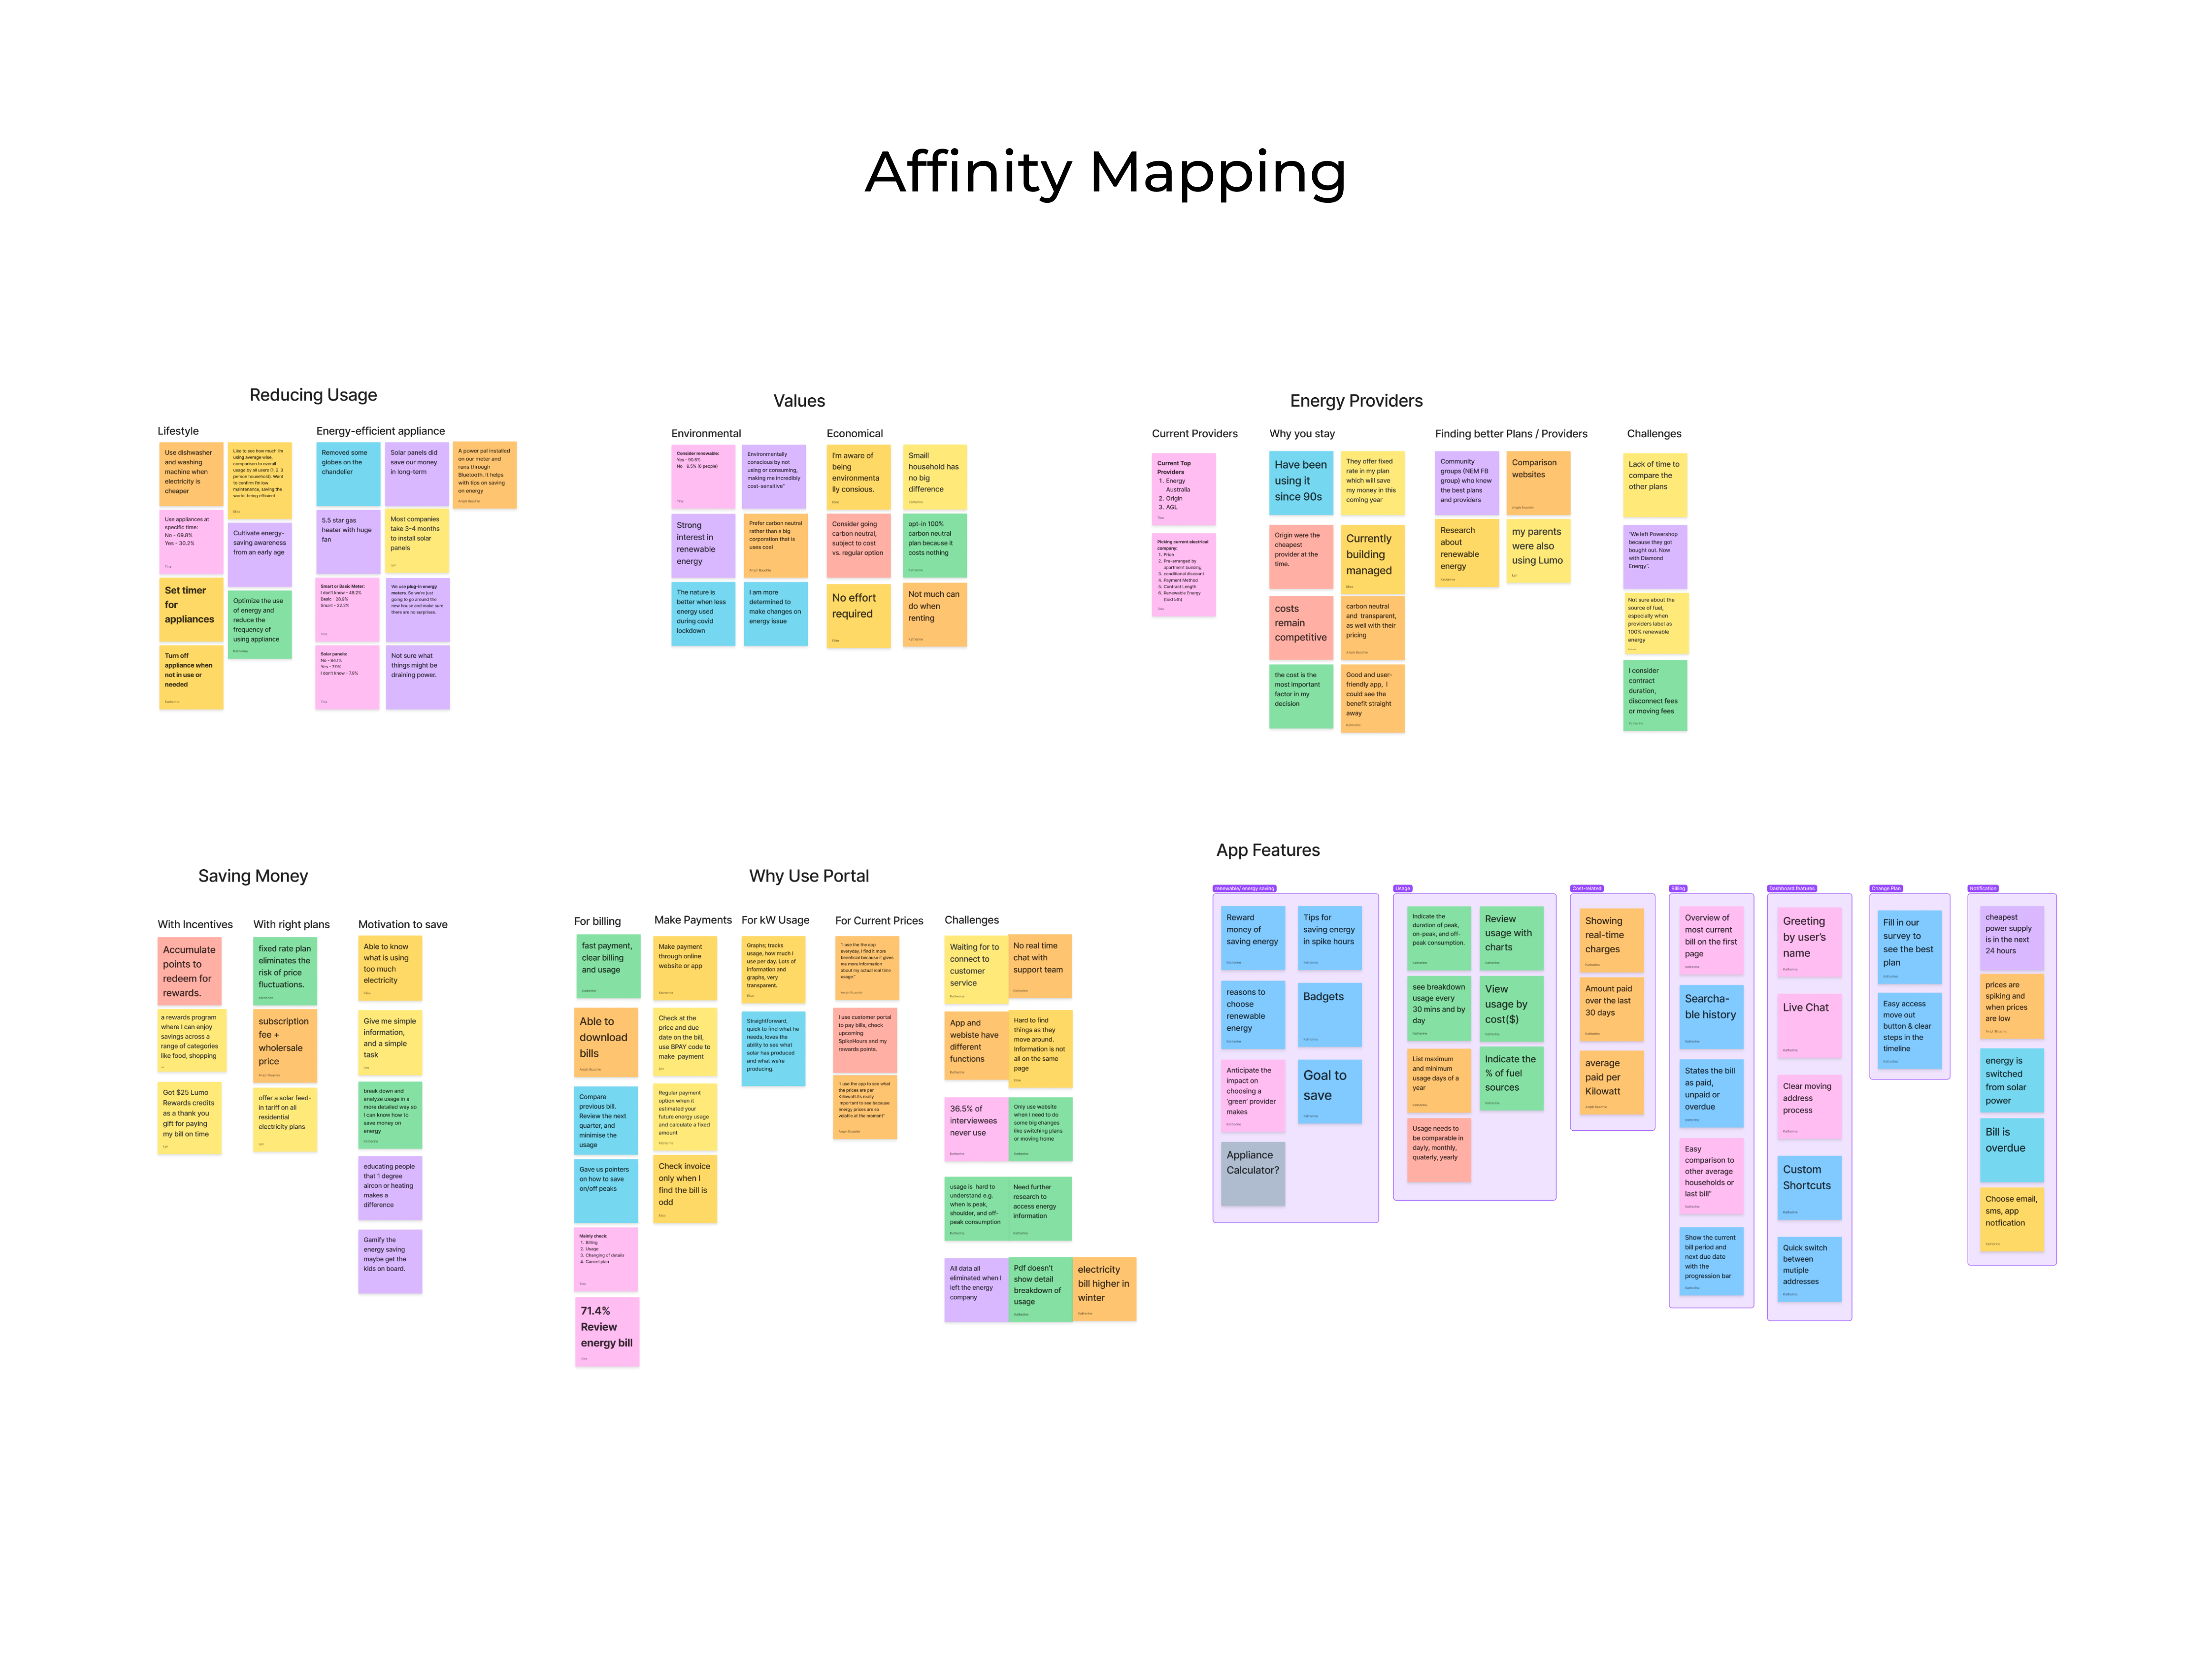 Affinity Mapping
Reducing Usage
Lifestyle
Use dishwasher
and washing
machine when
electricity is
cheaper
Like to see how much I'm
using average wise,
comparison to overall
usage by all users (1, 2, 3
person household). Want
to confirm I'm low
maintenance, saving the
world, being efficient.
Use appliances at
specific time:
No - 69.8%
Yes - 30.2%
Cultivate energy-
saving awareness
from an early age
Set timer
for
appliances
Optimize the use
of energy and
reduce the
frequency of
using appliance
Turn off
appliance when
not in use or
needed
Energy-efficient appliance
Removed some
globes on the
chandelier
Solar panels did
save our money
in long-term
A power pal installed
on our meter and
runs through
Bluetooth. It helps
with tips on saving
on energy
5.5 star gas
heater with huge
fan
Most companies
take 3-4 months
to install solar
panels
Smart or Basic Meter:
I don't know - 49.2%
Basic - 28.9%
Smart - 22.2%
We use plug-in energy
meters. So we're just
going to go around the
new house and make sure
there are no surprises.
Solar panels:
No - 84.1%
Yes - 7.9%
I don't know - 7.9%
Not sure what
things might be
draining power.
Values
Environmental
Consider renewable:
Yes - 90.5%
No - 9.5% (6 people)
Environmentally
conscious by not
using or consuming,
making me incredibly
cost-sensitive"
Strong
interest in
renewable
energy
Prefer carbon neutral
rather than a big
corporation that is
uses coal
The nature is
better when less
energy used
during covid
lockdown
I am more
determined to
make changes on
energy issue
Economical
I'm aware of
being
environmenta
lly consious.
Smaill
household has
no big
difference
Consider going
carbon neutral,
subject to cost
vs. regular option
opt-in 100%
carbon neutral
plan because it
costs nothing
No effort
required
Not much can
do when
renting
Energy Providers
Current Providers
Current Top
Providers
1. Energy
Australia
2. Origin
3. AGL
Picking current electrical
company:
1. Price
2. Pre-arranged by
apartment building
3. conditional discount
4. Payment Method
5. Contract Length
6. Renewable Energy
(tied 5th)
Why you stay
Have been
using it
since 90s
They offer fixed
rate in my plan
which will save
my money in this
coming year
Origin were the
cheapest
provider at the
time.
Currently
building
managed
costs
remain
competitive
carbon neutral
and transparent,
as well with their
pricing
the cost is the
most important
factor in my
decision
Good and user-
friendly app, I
could see the
benefit straight
away
Finding better Plans / Providers
Community
groups (NEM FB
group) who knew
the best plans
and providers
Comparison
websites
Research
about
renewable
energy
my parents
were also
using Lumo
Challenges
Lack of time to
compare the
other plans
"We left Powershop
because they got
bought out. Now
with Diamond
Energy".
Not sure about the
source of fuel,
especially when
providers label as
100% renewable
energy
I consider
contract
duration,
disconnect fees
or moving fees
Saving Money
With Incentives
Accumulate
points to
redeem for
rewards.
a rewards program
where I can enjoy
savings across a
range of categories
like food, shopping
Got $25 Lumo
Rewards credits
as a thank you
gift for paying
my bill on time
With right plans
fixed rate plan
eliminates the
risk of price
fluctuations.
subscription
fee +
wholesale
price
offer a solar feed-
in tariff on all
residential
electricity plans
Motivation to save
Able to know
what is using
too much
electricity
Give me simple
information,
and a simple
task
break down and
analyze usage in a
more detailed way so
I can know how to
save money on
energy
educating people
that 1 degree
aircon or heating
makes a
difference
Gamify the
energy saving
maybe get the
kids on board.
Why Use Portal
For billing
fast payment,
clear billing
and usage
Able to
download
bills
Compare
previous bill.
Review the next
quarter, and
minimise the
usage
Gave us pointers
on how to save
on/off peaks
Mainly check:
1. Billing
2. Usage
3. Changing of details
4. Cancel plan
71.4%
Review
energy bill
Make Payments
Make payment
through online
website or app
Check at the
price and due
date on the bill,
use BPAY code to
make payment
Regular payment
option when it
estimated your
future energy usage
and calculate a fixed
amount
Check invoice
only when I
find the bill is
odd
For kW Usage
Graphs; tracks
usage, how much I
use per day. Lots of
information and
graphs, very
transparent.
Straightforward,
quick to find what he
needs, loves the
ability to see what
solar has produced
and what we're
producing.
For Current Prices
"I use the the app
everyday, I find it more
beneficial because it gives
me more information
about my actual real time
usage."
I use customer portal
to pay bills, check
upcoming
SpikeHours and my
rewards points.
"I use the app to see what
the prices are per
Killowatt,its really
important to see because
energy prices are so
volatile at the moment"
Challenges
Waiting for to
connect to
customer
service
No real time
chat with
support team
App and
webiste have
different
functions
Hard to find
things as they
move around.
Information is not
all on the same
page
36.5% of
interviewees
never use
Only use website
when I need to do
some big changes
like switching plans
or moving home
usage is hard to
understand e.g.
when is peak,
shoulder, and off-
peak consumption
Need further
research to
access energy
information
All data all
eliminated when I
left the energy
company
Pdf doesn't
show detail
breakdown of
usage
electricity
bill higher in
winter
App Features
renewable/ energy saving
Reward
money of
saving energy
Tips for
saving energy
in spike hours
reasons to
choose
renewable
energy
Badgets
Anticipate the
impact on
choosing a
'green' provider
makes
Goal to
save
Appliance
Calculator?
Usage
Indicate the
duration of peak,
on-peak, and off-
peak consumption.
Review
usage with
charts
see breakdown
usage every
30 mins and by
day
View
usage by
cost($)
List maximum
and minimum
usage days of a
year
Indicate the
% of fuel
sources
Usage needs to
be comparable in
dayly, monthly,
quaterly, yearly
Cost-related
Showing
real-time
charges
Amount paid
over the last
30 days
average
paid per
Kilowatt
Billing
Overview of
most current
bill on the first
page
Searcha-
ble history
States the bill
as paid,
unpaid or
overdue
Easy
comparison to
other average
households or
last bill"
Show the current
bill period and
next due date
with the
progression bar
Dashboard features
Greeting
by user's
name
Live Chat
Clear moving
address
process
Custom
Shortcuts
Quick switch
between
mutiple
addresses
Change Plan
Fill in our
survey to
see the best
plan
Easy access
move out
button & clear
steps in the
timeline
Notification
cheapest
power supply
is in the next
24 hours
prices are
spiking and
when prices
are low
energy is
switched
from solar
power
Bill is
overdue
Choose email,
sms, app
notfication